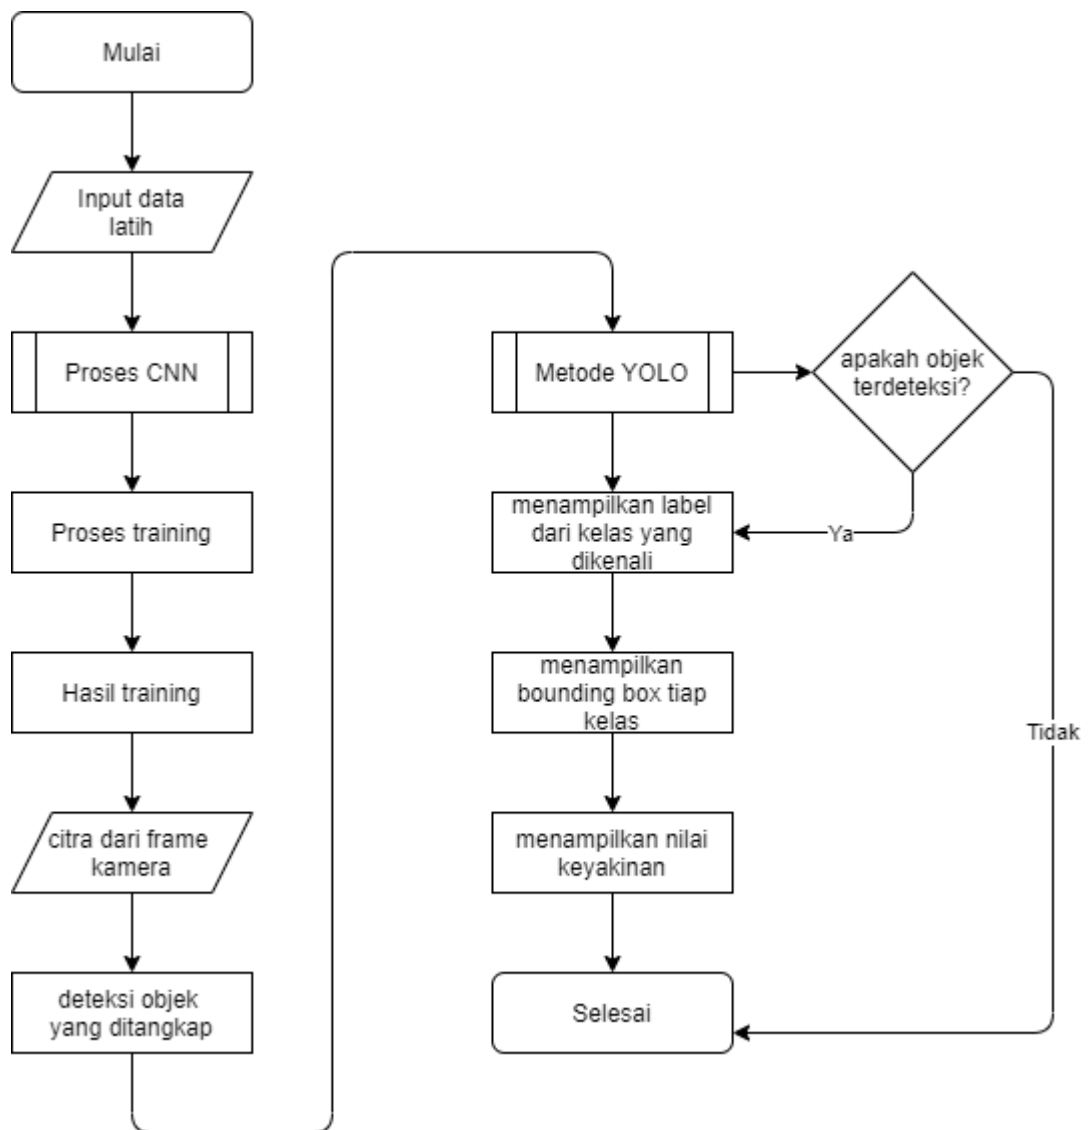 Mulai
Input data
latih
Proses CNN
Proses training
Hasil training
citra dari frame
kamera
deteksi objek
yang ditangkap
Metode YOLO
apakah objek
terdeteksi?
Ya
Tidak
menampilkan label
dari kelas yang
dikenali
menampilkan
bounding box tiap
kelas
menampilkan nilai
keyakinan
Selesai